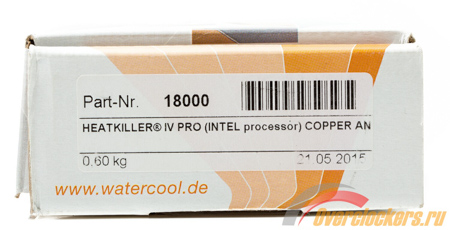 Part-Nr. 18000
HEATKILLER® IV PRO (INTEL processor) COPPER AN
0,60 kg 21.05.2015
www.watercool.de
Overclockers.ru